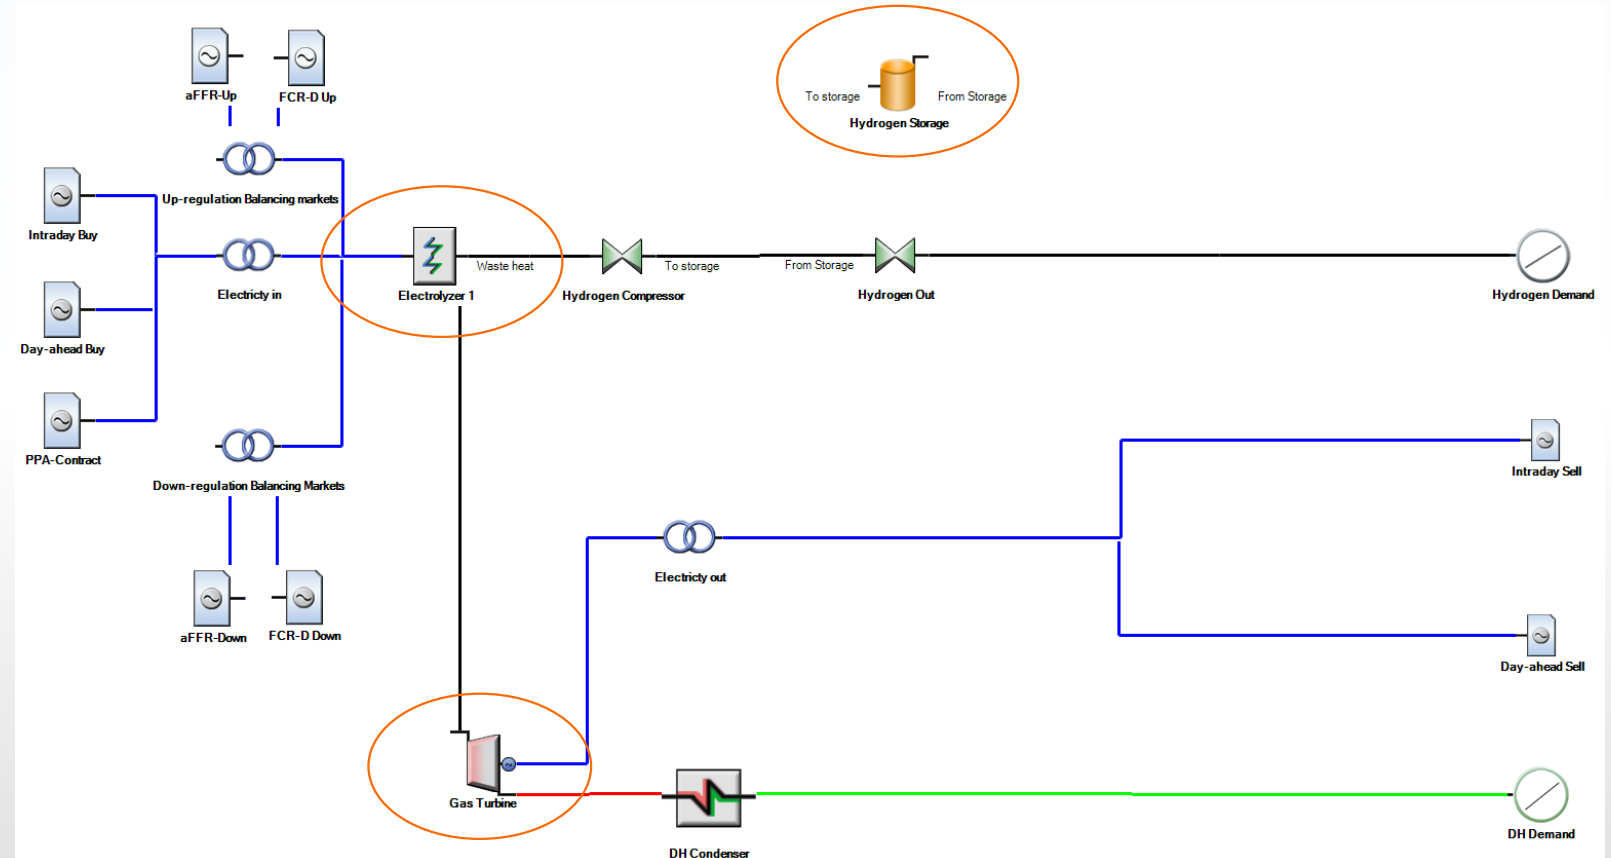 aFFR-Up
FCR-D Up
To storage
From Storage
Hydrogen Storage
Up-regulation Balancing markets
Intraday Buy
Waste heat
To storage
From Storage
Electricty in
Electrolyzer 1
Hydrogen Compressor
Hydrogen Out
Hydrogen Demand
Day-ahead Buy
PPA-Contract
Down-regulation Balancing Markets
Intraday Sell
Electricty out
aFFR-Down
FCR-D Down
Day-ahead Sell
Gas Turbine
DH Condenser
DH Demand